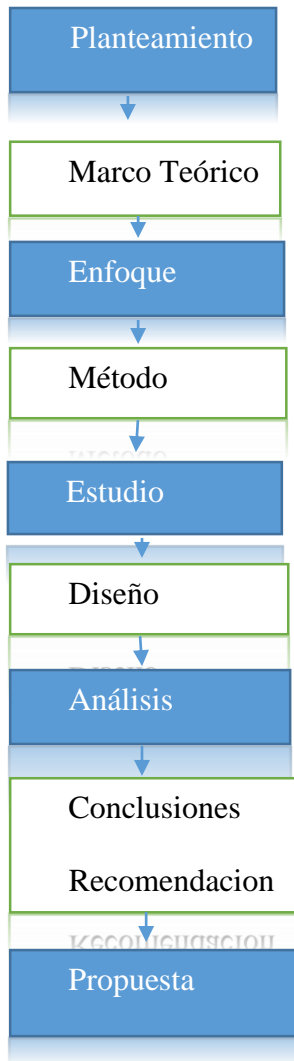 Planteamiento
Marco Teórico
Enfoque
Método
Estudio
Diseño
Análisis
Conclusiones
Recomendacion
Propuesta